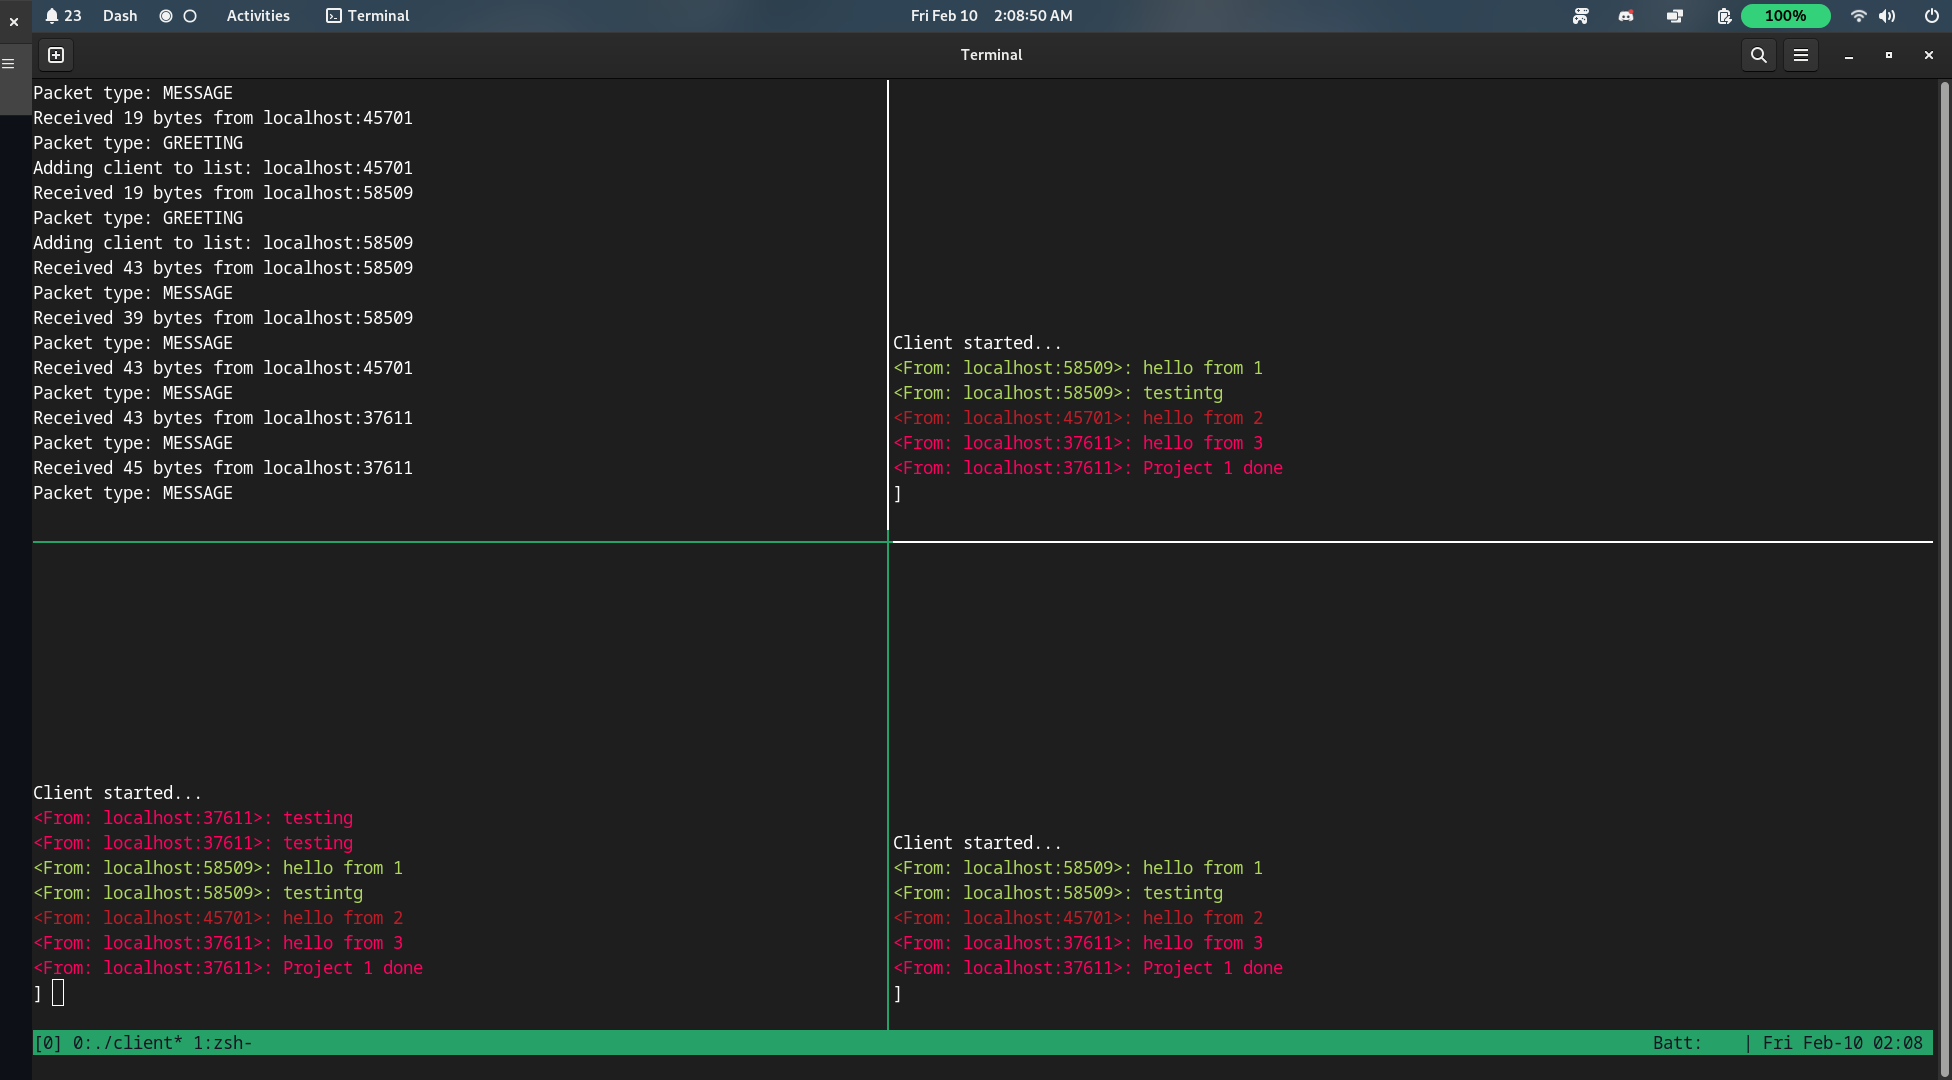 23 Dash Activities Terminal Fri Feb 10 2:08:50 AM 100%
Terminal
Packet type: MESSAGE
Received 19 bytes from localhost:45701
Packet type: GREETING
Adding client to list: localhost:45701
Received 19 bytes from localhost:58509
Packet type: GREETING
Adding client to list: localhost:58509
Received 43 bytes from localhost:58509
Packet type: MESSAGE
Received 39 bytes from localhost:58509
Packet type: MESSAGE
Received 43 bytes from localhost:45701
Packet type: MESSAGE
Received 43 bytes from localhost:37611
Packet type: MESSAGE
Received 45 bytes from localhost:37611
Packet type: MESSAGE
Client started...
<From: localhost:58509>: hello from 1
<From: localhost:58509>: testintg
<From: localhost:45701>: hello from 2
<From: localhost:37611>: hello from 3
<From: localhost:37611>: Project 1 done
]
Client started...
<From: localhost:37611>: testing
<From: localhost:37611>: testing
<From: localhost:58509>: hello from 1
<From: localhost:58509>: testintg
<From: localhost:45701>: hello from 2
<From: localhost:37611>: hello from 3
<From: localhost:37611>: Project 1 done
]
Client started...
<From: localhost:58509>: hello from 1
<From: localhost:58509>: testintg
<From: localhost:45701>: hello from 2
<From: localhost:37611>: hello from 3
<From: localhost:37611>: Project 1 done
]
[0] 0:./client* 1:zsh- Batt: | Fri Feb-10 02:08